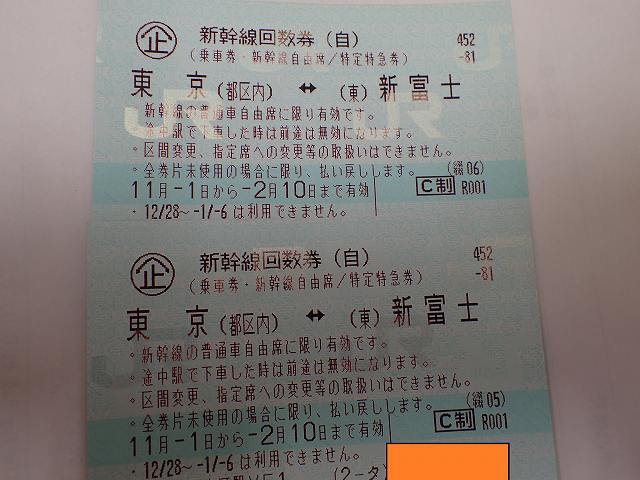 企 新幹線回数券（自） 452
（乗車券・新幹線自由席／特定特急券） -81
東京（都区内）↔（東）新富士
・新幹線の普通車自由席に限り有効です。
・途中駅で下車した時は前途は無効になります。
・区間変更、指定席への変更等の取扱いはできません。
・全券片未使用の場合に限り、払い戻しします。（綴06）
11月-1日から-2月10日まで有効 C制 R001
・12/28～-1/-6は利用できません。
企 新幹線回数券（自） 452
（乗車券・新幹線自由席／特定特急券） -81
東京（都区内）↔（東）新富士
・新幹線の普通車自由席に限り有効です。
・途中駅で下車した時は前途は無効になります。
・区間変更、指定席への変更等の取扱いはできません。
・全券片未使用の場合に限り、払い戻しします。（綴05）
11月-1日から-2月10日まで有効 C制 R001
・12/28～-1/-6は利用できません。